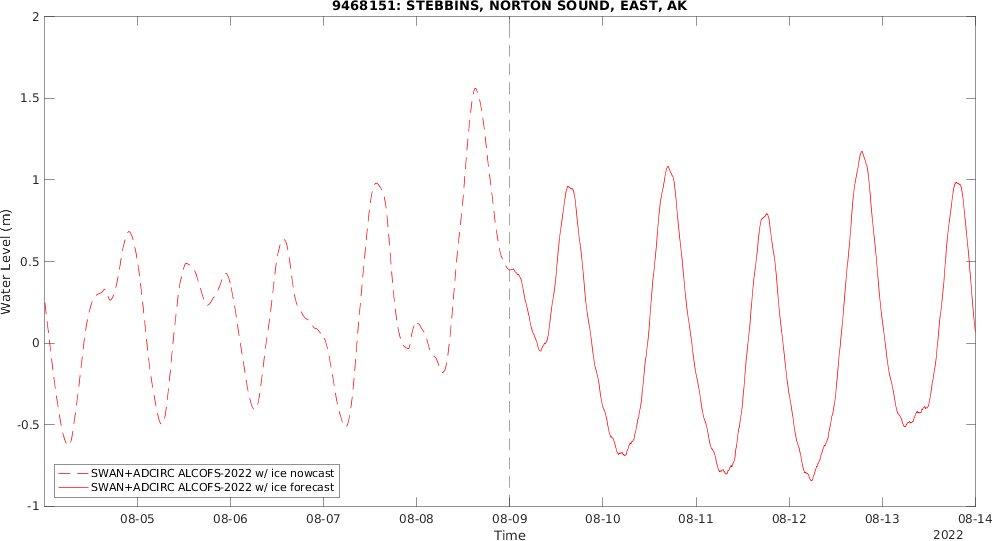 9468151: STEBBINS, NORTON SOUND, EAST, AK
2
1.5
1
0.5
0
-0.5
-1
Water Level (m)
SWAN+ADCIRC ALCOFS-2022 w/ ice nowcast
SWAN+ADCIRC ALCOFS-2022 w/ ice forecast
08-05 08-06 08-07 08-08 08-09 08-10 08-11 08-12 08-13 08-14
Time
2022